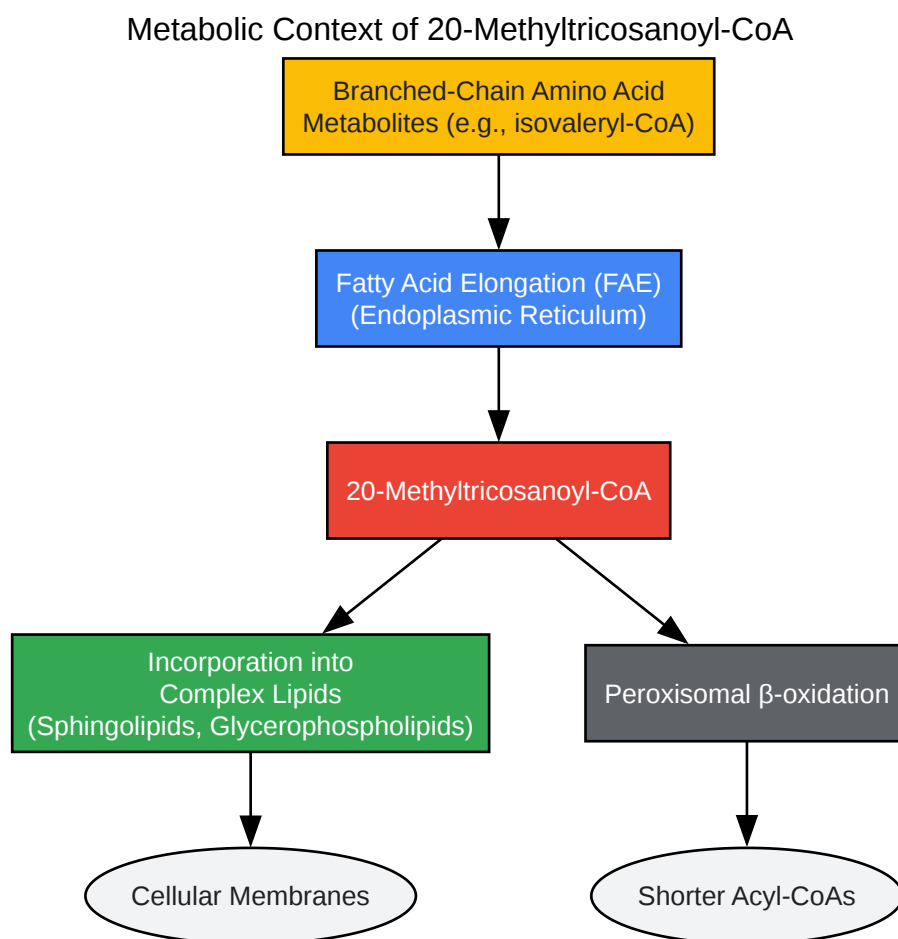 Metabolic Context of 20-Methyltricosanoyl-CoA
Branched-Chain Amino Acid
Metabolites (e.g., isovaleryl-CoA)
Fatty Acid Elongation (FAE)
(Endoplasmic Reticulum)
20-Methyltricosanoyl-CoA
Incorporation into
Complex Lipids
(Sphingolipids, Glycerophospholipids)
Peroxisomal β-oxidation
Cellular Membranes
Shorter Acyl-CoAs